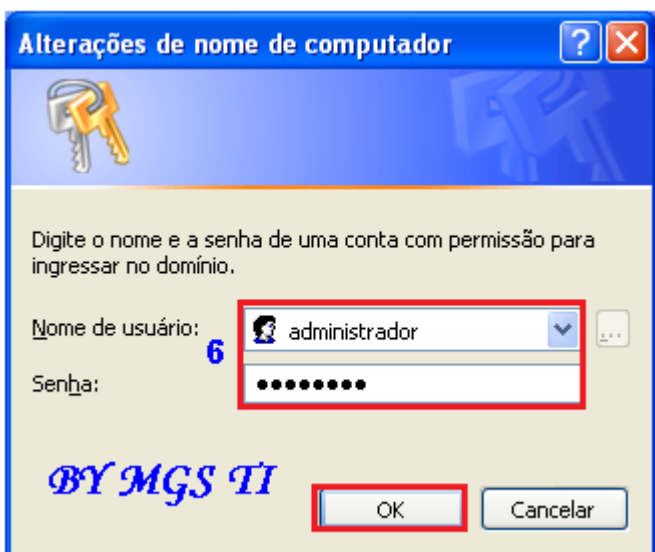 Alterações de nome de computador
Digite o nome e a senha de uma conta com permissão para
ingressar no domínio.
Nome de usuário:
administrador
...
6
Senha:
●●●●●●●●
BY MGS TI
OK
Cancelar